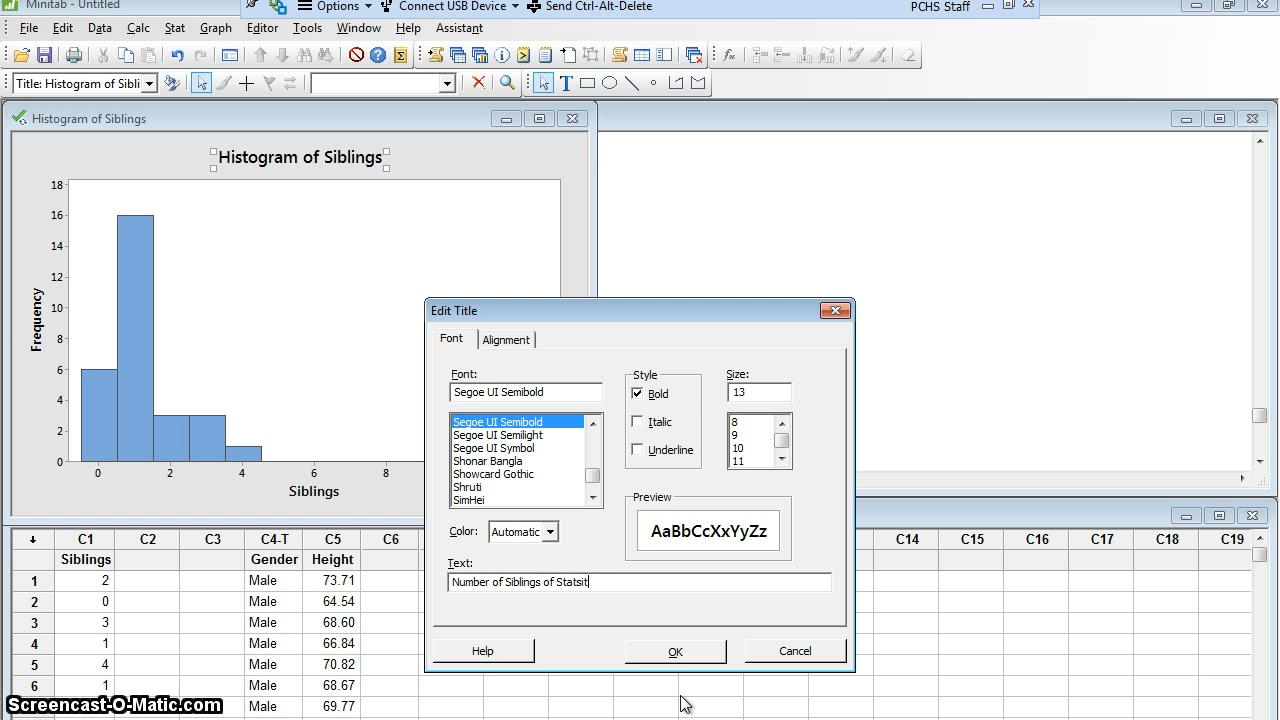 Minitab - Untitled
Options Connect USB Device Send Ctrl-Alt-Delete PCHS Staff
File Edit Data Calc Stat Graph Editor Tools Window Help Assistant
Title: Histogram of Sibli
Histogram of Siblings
Histogram of Siblings
18
16
14
12
10
8
6
4
2
0
Frequency
0 2 4 6 8
Siblings
Edit Title
Font Alignment
Font:
Segoe UI Semibold
Segoe UI Semibold
Segoe UI Semilight
Segoe UI Symbol
Shonar Bangla
Showcard Gothic
Shruti
SimHei
Style
Bold
Italic
Underline
Size:
13
8
9
10
11
Color: Automatic
Preview
AaBbCcXxYyZz
Text:
Number of Siblings of Statsit
Help OK Cancel
C1 C2 C3 C4-T C5 C6 C14 C15 C16 C17 C18 C19
Siblings Gender Height
1 2 Male 73.71
2 0 Male 64.54
3 3 Male 68.60
4 1 Male 66.84
5 4 Male 70.82
6 1 Male 68.67
Male 69.77
Screencast-O-Matic.com